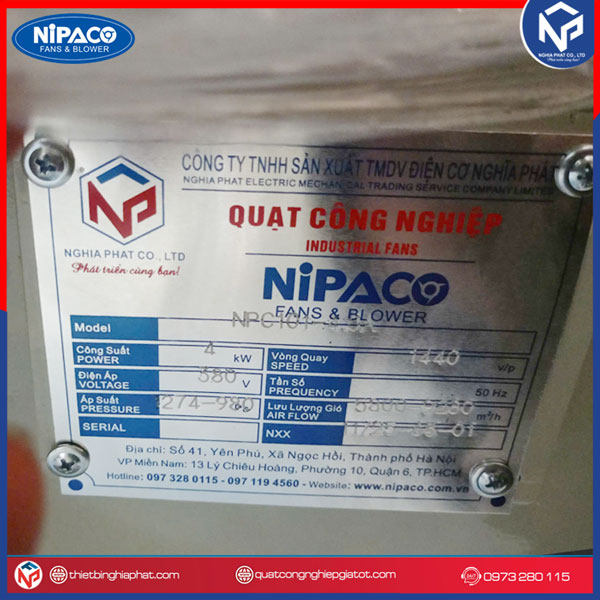 NiPACO
FANS & BLOWER
NGHIA PHAT CO., LTD
Phát triển cùng bạn!
CÔNG TY TNHH SẢN XUẤT TMDV ĐIỆN CƠ NGHĨA PHÁT
NGHIA PHAT ELECTRIC MECHANICAL TRADING SERVICE COMPANY LIMITED
NP
NGHIA PHAT CO., LTD
Phát triển cùng bạn!
QUẠT CÔNG NGHIỆP
INDUSTRIAL FANS
NiPACO
FANS & BLOWER
Model
Công Suất POWER 4 kW Vòng Quay SPEED 1440 v/p
Điện Áp VOLTAGE 380 V Tần Số PREQUENCY 50 Hz
Áp Suất PRESSURE 1274-980 Lưu Lượng Gió AIR FLOW m³/h
SERIAL NXX
Địa chỉ: Số 41, Yên Phú, Xã Ngọc Hồi, Thành phố Hà Nội
VP Miền Nam: 13 Lý Chiêu Hoàng, Phường 10, Quận 6, TP.HCM
Hotline: 097 328 0115 - 097 119 4560 - Website: www.nipaco.com.vn
thietbinghiaphat.com quatcongnghiepgiatot.com 24/7 0973 280 115